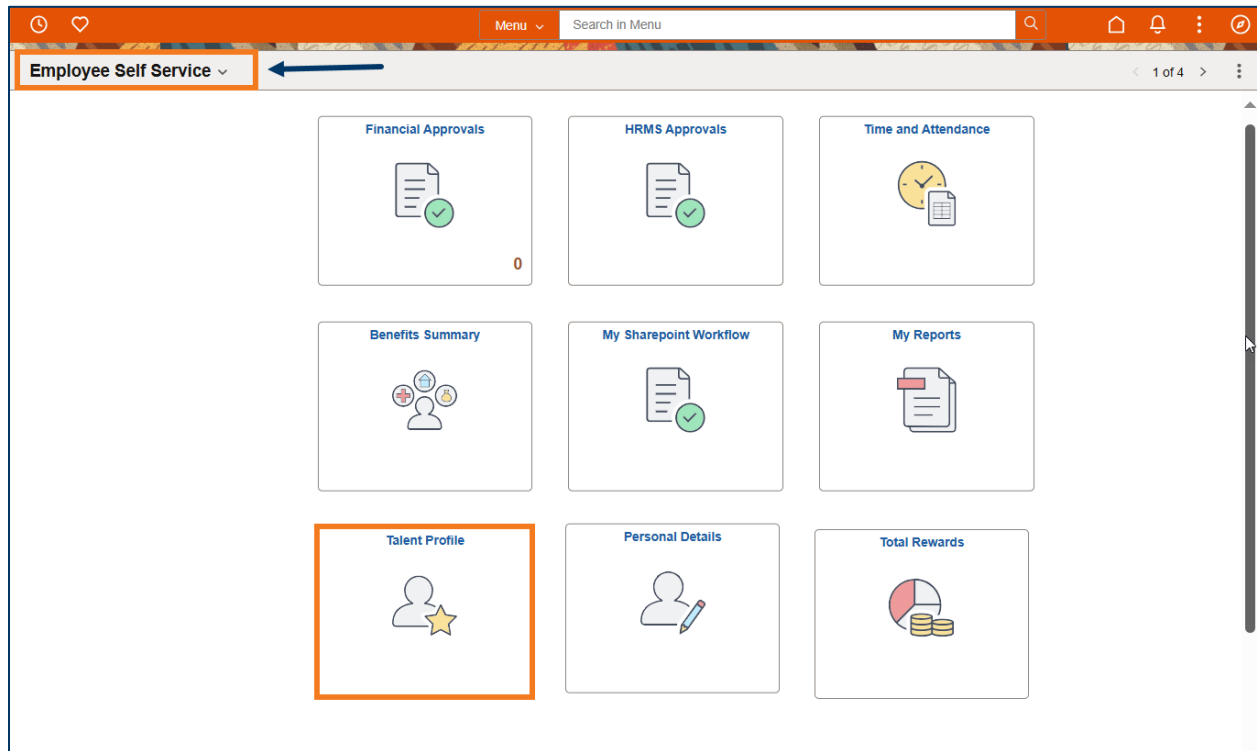 Menu Search in Menu
Employee Self Service
1 of 4
Financial Approvals
HRMS Approvals
Time and Attendance
0
Benefits Summary
My Sharepoint Workflow
My Reports
Talent Profile
Personal Details
Total Rewards